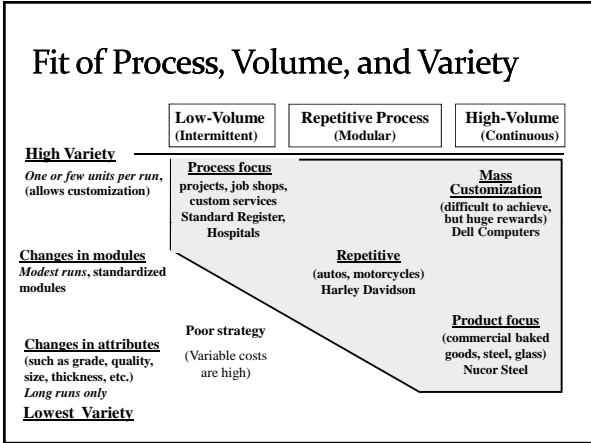 Fit of Process, Volume, and Variety
Low-Volume
(Intermittent)
Repetitive Process
(Modular)
High-Volume
(Continuous)
High Variety
One or few units per run,
(allows customization)
Process focus
projects, job shops,
custom services
Standard Register,
Hospitals
Mass
Customization
(difficult to achieve,
but huge rewards)
Dell Computers
Changes in modules
Modest runs, standardized
modules
Repetitive
(autos, motorcycles)
Harley Davidson
Changes in attributes
(such as grade, quality,
size, thickness, etc.)
Long runs only
Lowest Variety
Poor strategy
(Variable costs
are high)
Product focus
(commercial baked
goods, steel, glass)
Nucor Steel